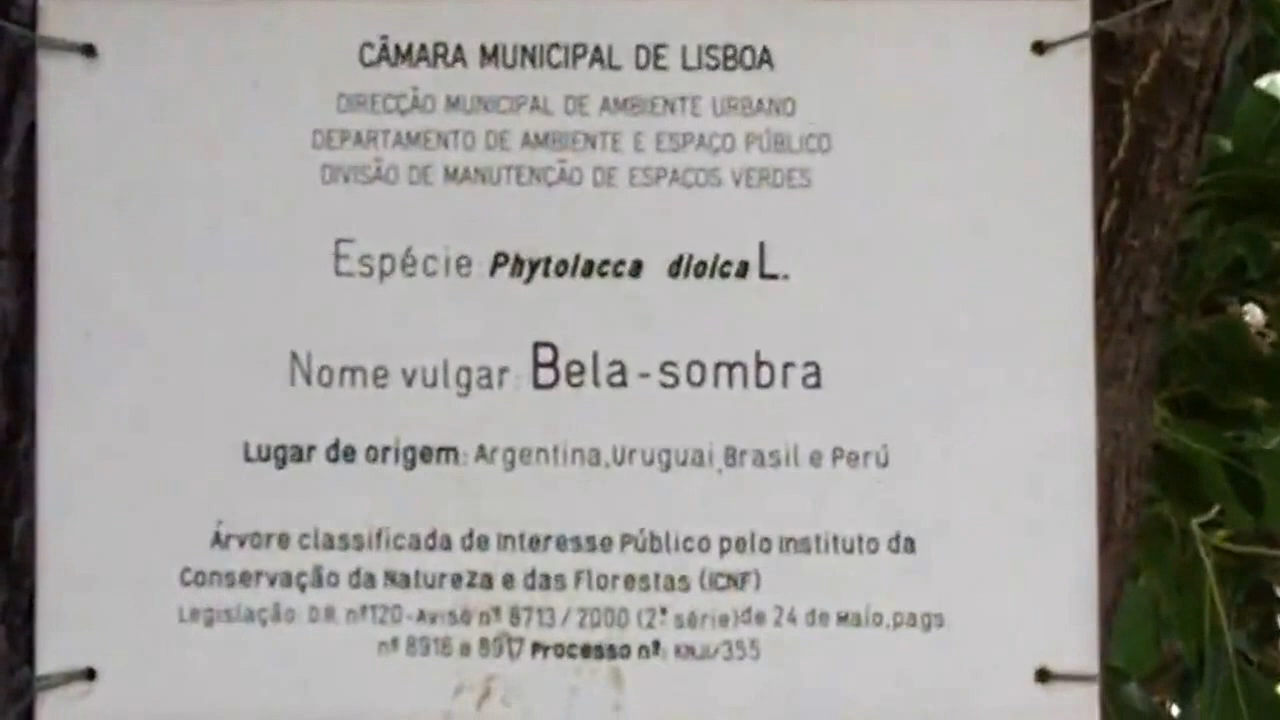 CÂMARA MUNICIPAL DE LISBOA
DIRECÇÃO MUNICIPAL DE AMBIENTE URBANO
DEPARTAMENTO DE AMBIENTE E ESPAÇO PÚBLICO
DIVISÃO DE MANUTENÇÃO DE ESPAÇOS VERDES
Espécie: Phytolacca dioica L.
Nome vulgar: Bela-sombra
Lugar de origem: Argentina, Uruguai, Brasil e Perú
Árvore classificada de Interesse Público pelo Instituto da
Conservação da Natureza e das Florestas (ICNF)
Legislação: D.R. nº120-Aviso nº 8713/2000 (2ª série) de 24 de Maio, pags
nº 8916 a 8917 Processo nº: